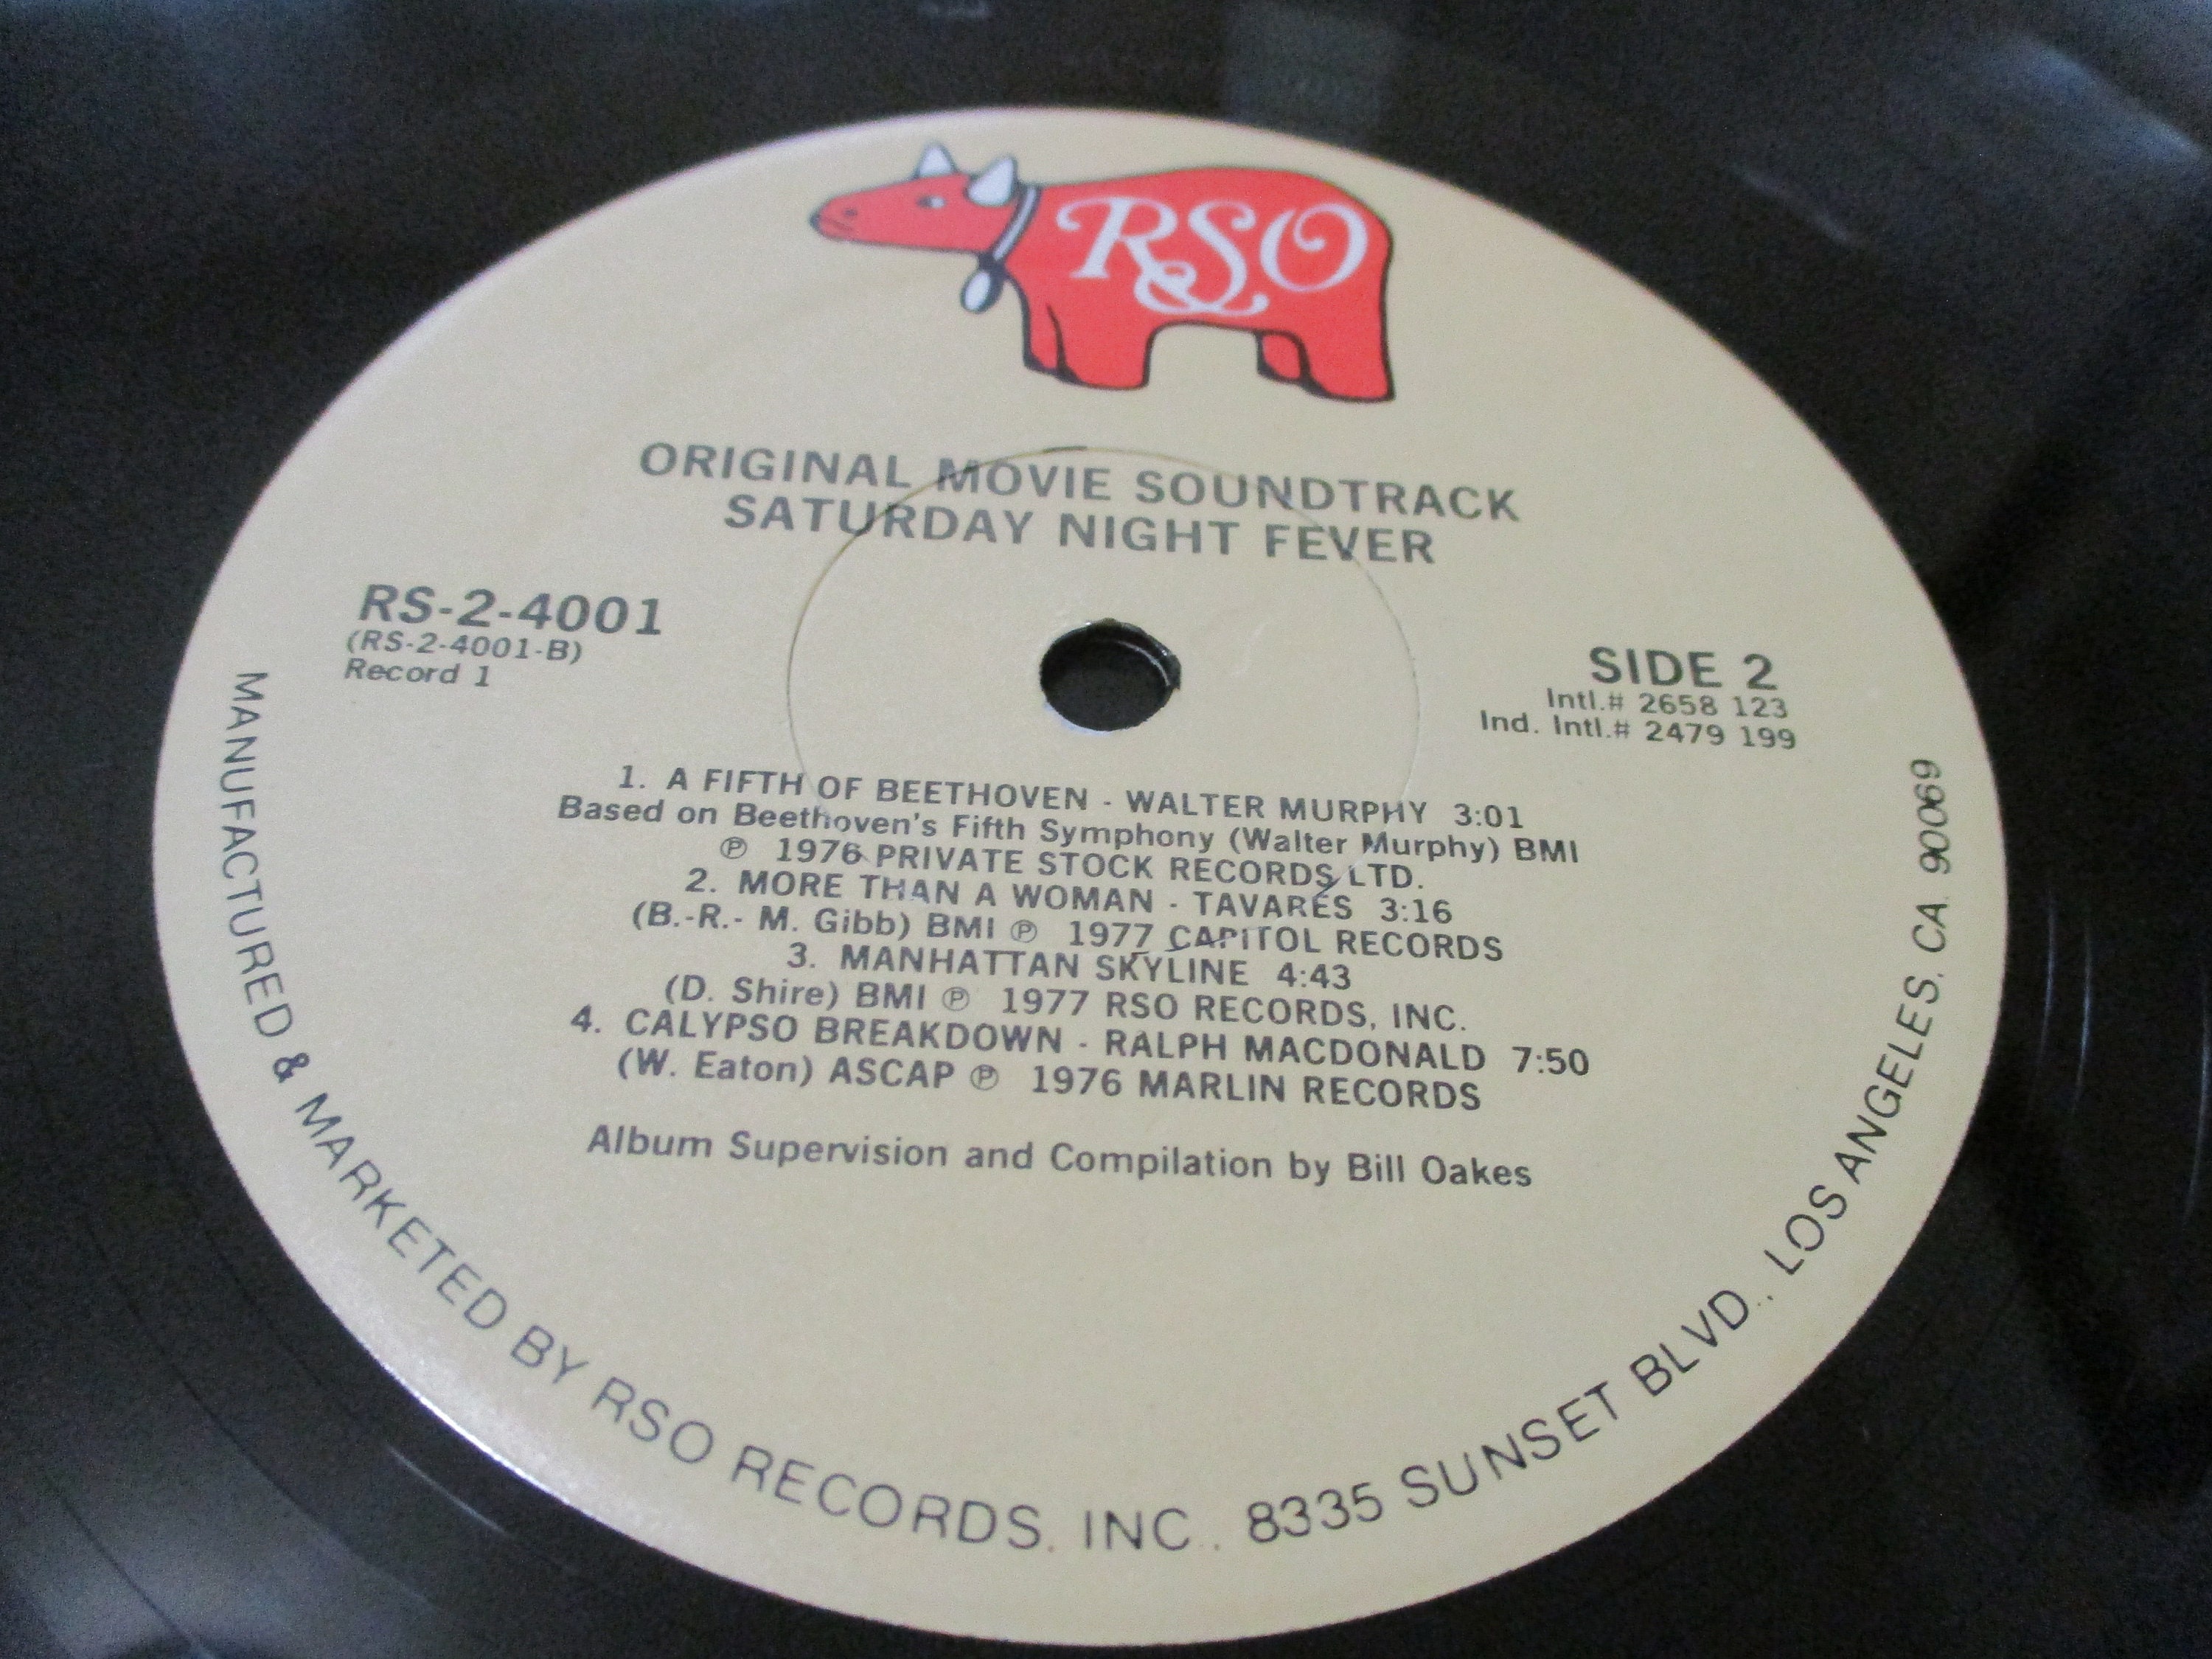 RSO
ORIGINAL MOVIE SOUNDTRACK
SATURDAY NIGHT FEVER
RS-2-4001
(RS-2-4001-B)
Record 1
SIDE 2
Intl.# 2658 123
Ind. Intl.# 2479 199
1. A FIFTH OF BEETHOVEN - WALTER MURPHY 3:01
Based on Beethoven's Fifth Symphony (Walter Murphy) BMI
℗ 1976 PRIVATE STOCK RECORDS LTD.
2. MORE THAN A WOMAN - TAVARES 3:16
(B.-R.- M. Gibb) BMI ℗ 1977 CAPITOL RECORDS
3. MANHATTAN SKYLINE 4:43
(D. Shire) BMI ℗ 1977 RSO RECORDS, INC.
4. CALYPSO BREAKDOWN - RALPH MACDONALD 7:50
(W. Eaton) ASCAP ℗ 1976 MARLIN RECORDS
Album Supervision and Compilation by Bill Oakes
MANUFACTURED & MARKETED BY RSO RECORDS, INC., 8335 SUNSET BLVD., LOS ANGELES, CA. 90069